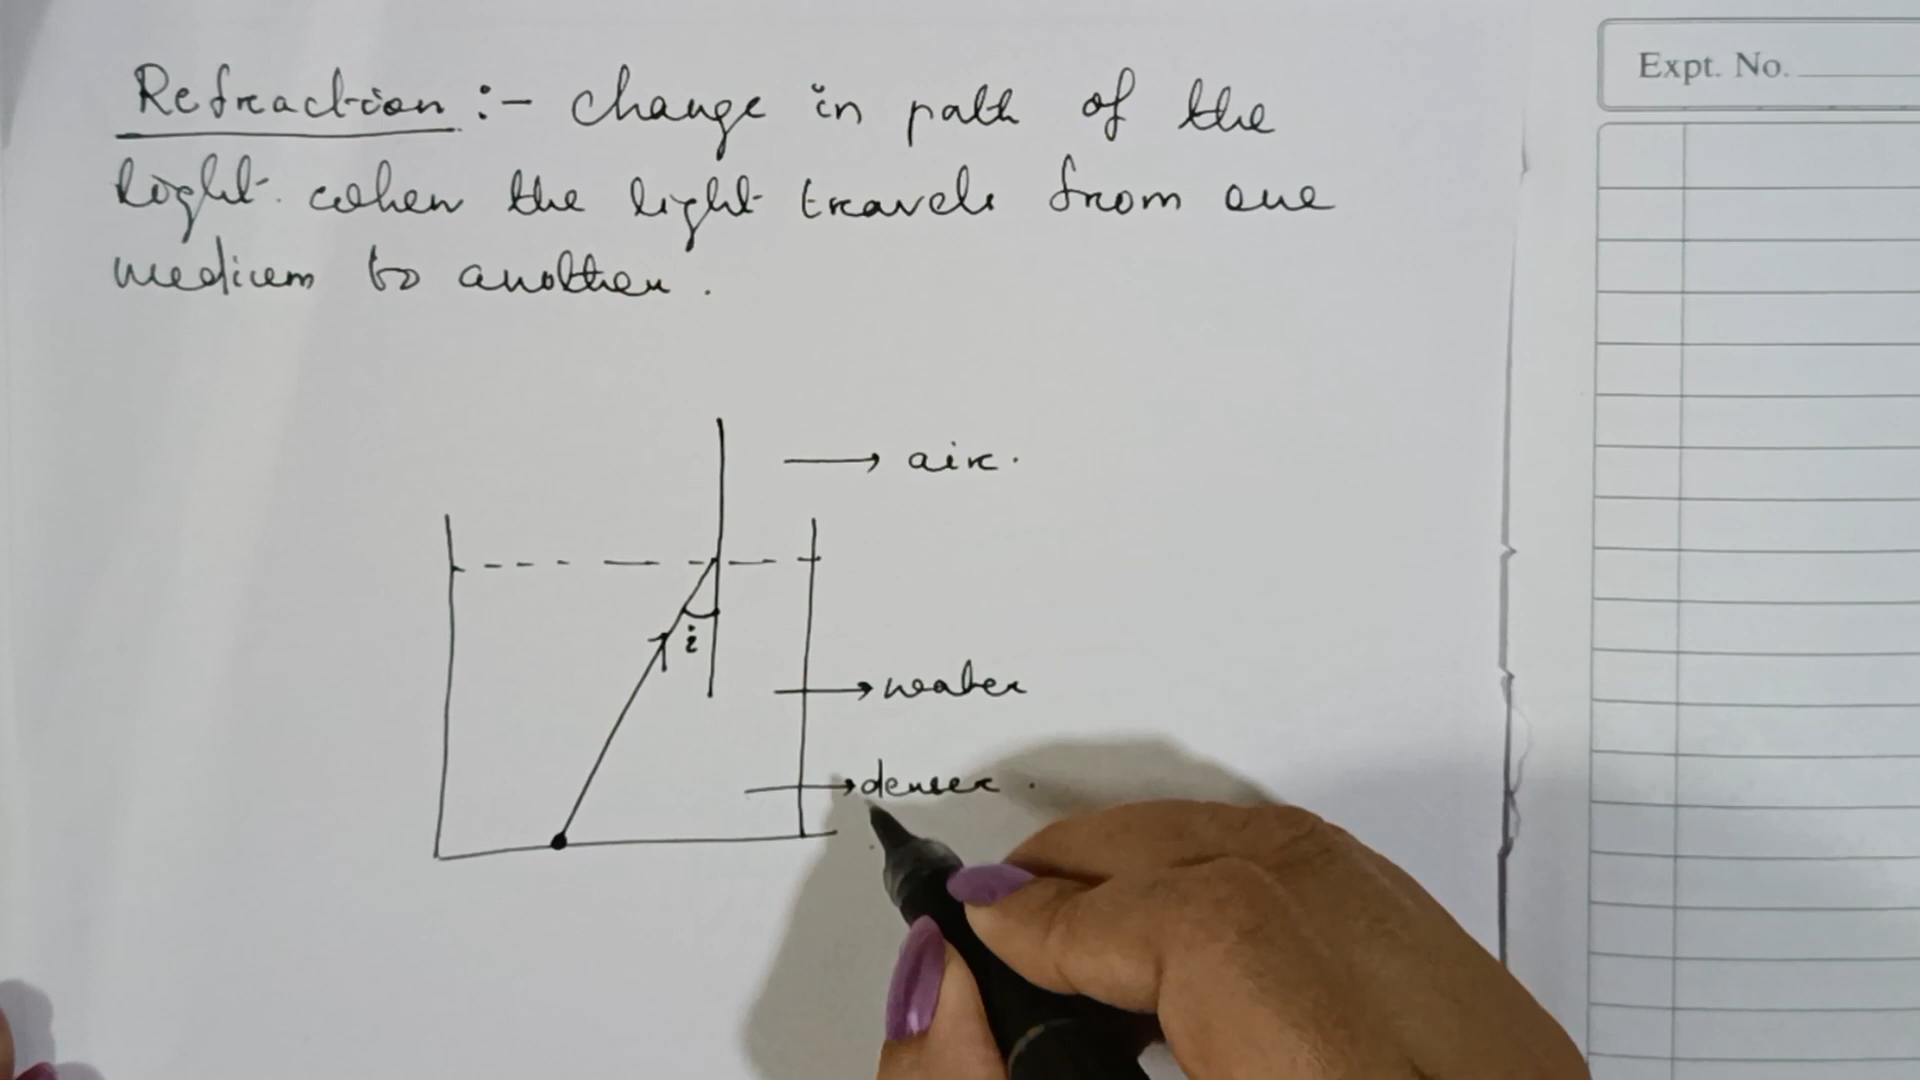 Refraction :- change in path of the
light when the light travels from one
medium to another.
air.
i
water
denser.
Expt. No.